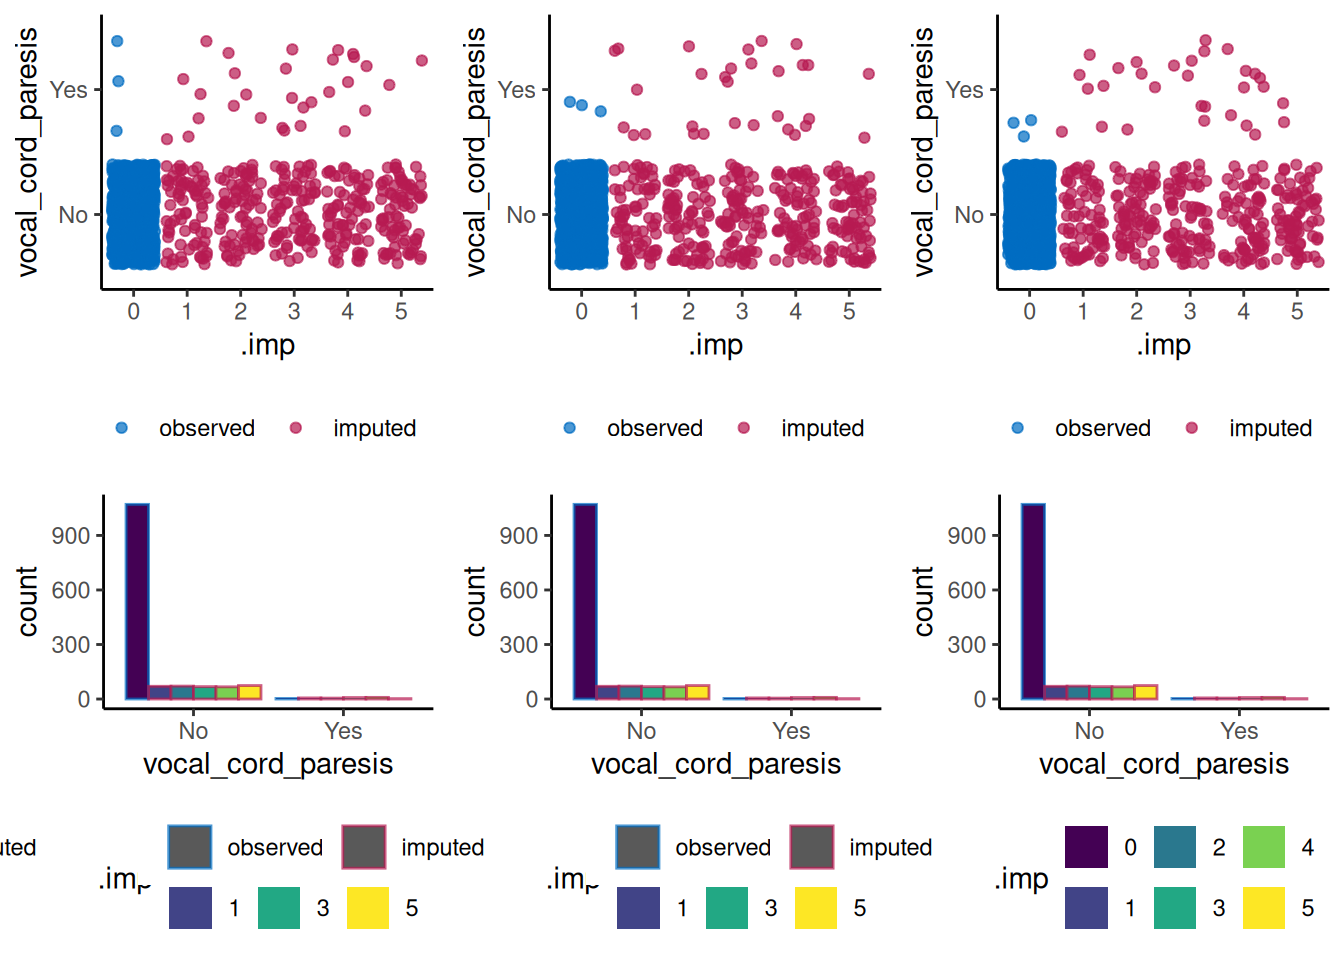 vocal_cord_paresis
Yes
No
0 1 2 3 4 5
.imp
observed imputed
vocal_cord_paresis
Yes
No
0 1 2 3 4 5
.imp
observed imputed
vocal_cord_paresis
Yes
No
0 1 2 3 4 5
.imp
observed imputed
count
900
600
300
0
No Yes
vocal_cord_paresis
count
900
600
300
0
No Yes
vocal_cord_paresis
count
900
600
300
0
No Yes
vocal_cord_paresis
observed imputed
.imp
1 3 5
observed imputed
.imp
1 3 5
0 2 4
.imp
1 3 5